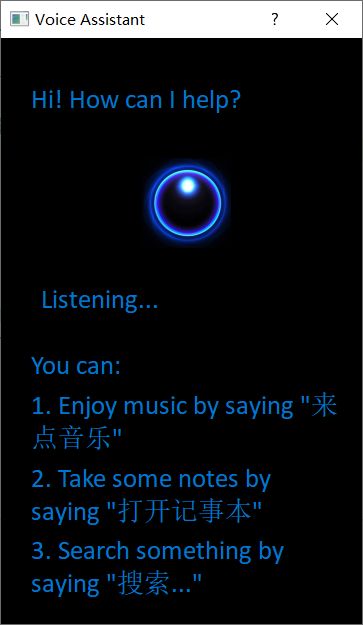 Voice Assistant
Hi! How can I help?
Listening...
You can:
1. Enjoy music by saying "来
点音乐"
2. Take some notes by
saying "打开记事本"
3. Search something by
saying "搜索..."